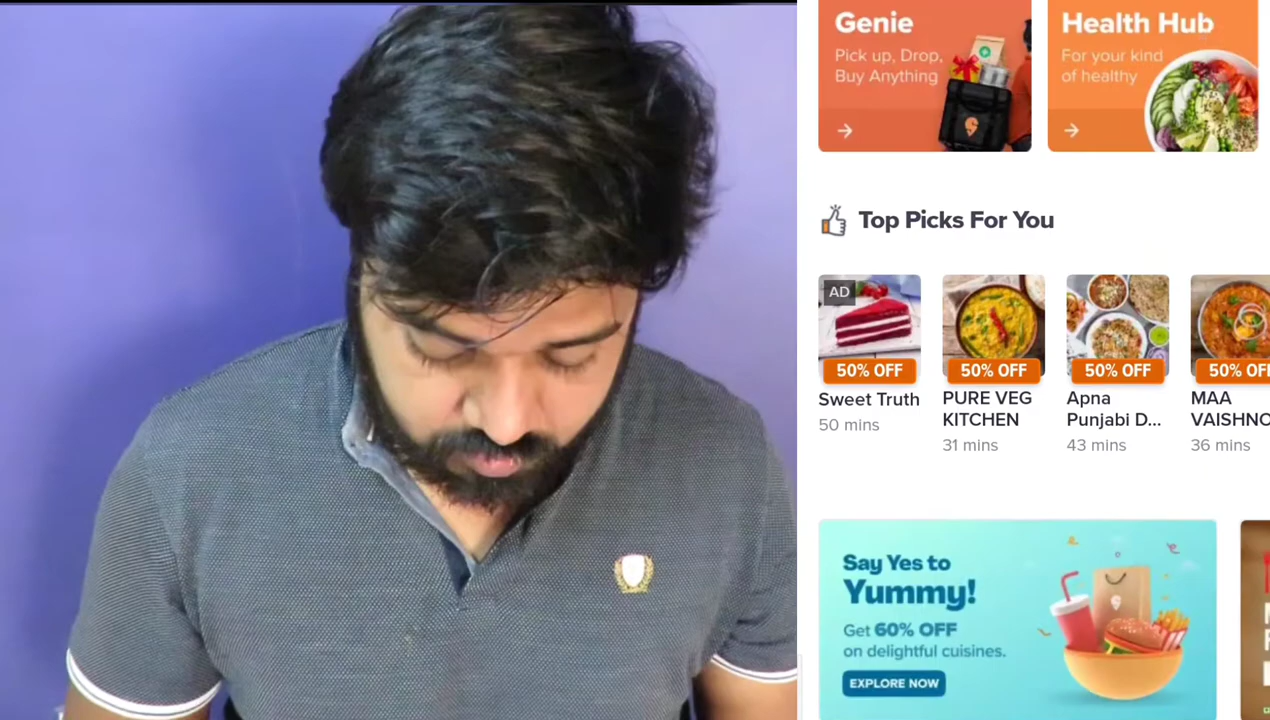 Genie
Pick up, Drop,
Buy Anything
Health Hub
For your kind
of healthy
Top Picks For You
AD
50% OFF
50% OFF
50% OFF
50% OFF
Sweet Truth
50 mins
PURE VEG
KITCHEN
31 mins
Apna
Punjabi D...
43 mins
MAA
VAISHNO
36 mins
Say Yes to
Yummy!
Get 60% OFF
on delightful cuisines.
EXPLORE NOW